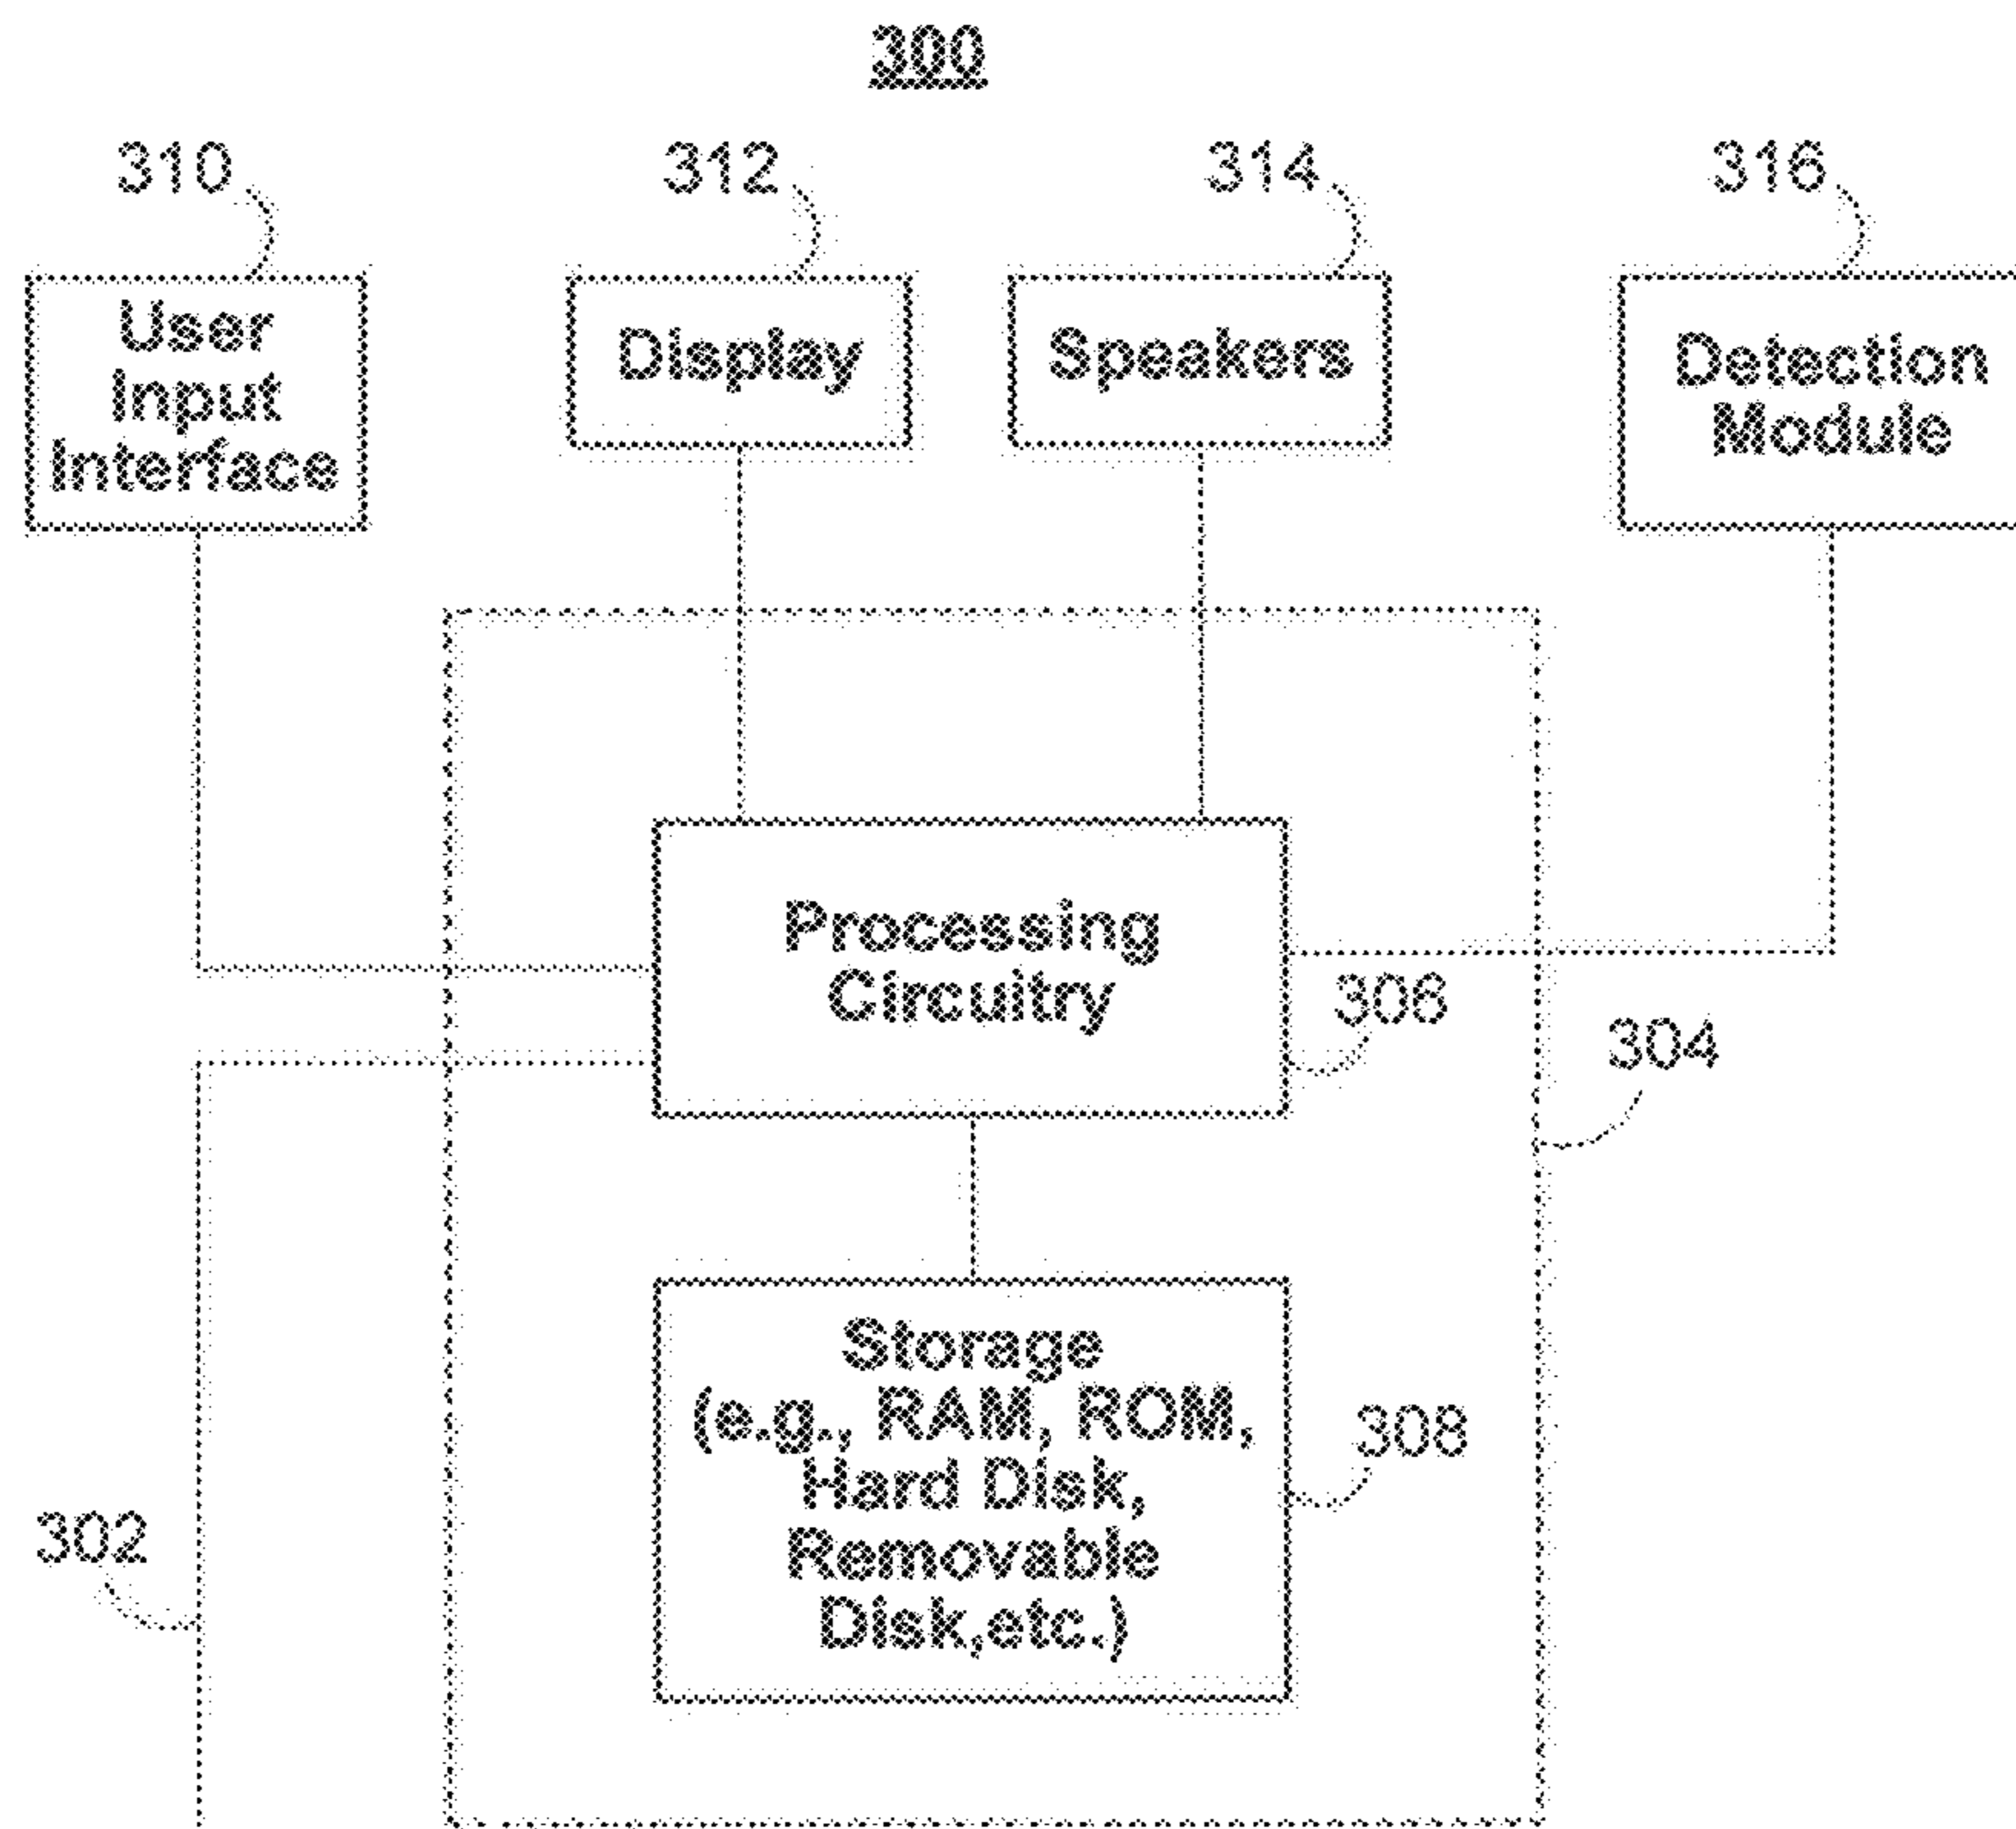 300
310
312
314
316
User
Input
Interface
Display
Speakers
Detection
Module
Processing
Circuitry
306
304
Storage
(e.g., RAM, ROM,
Hard Disk,
Removable
Disk,etc.)
308
302